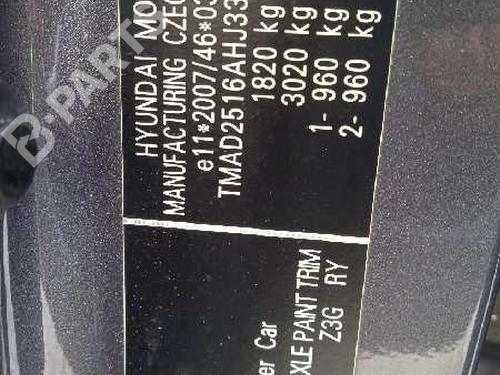 HYUNDAI MO
MANUFACTURING CZEC
e11*2007/46*03
TMAD2516AHJ33
1820 kg
3020 kg
1- 960 kg
2- 960 kg
er Car
XLE PAINT TRIM
Z3G RY
B-PARTS